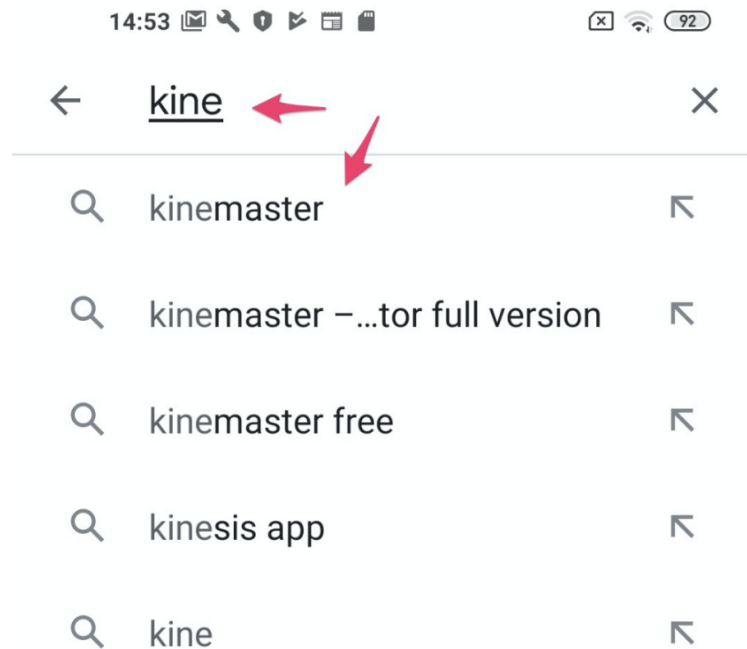 14:53
92
kine
kinemaster
kinemaster –...tor full version
kinemaster free
kinesis app
kine